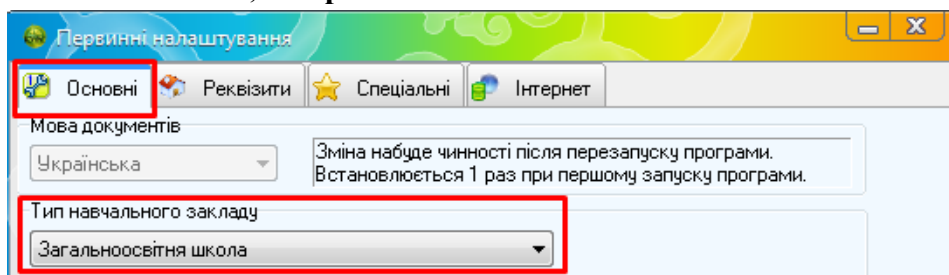 Первинні налаштування
Основні Реквізити Спеціальні Інтернет
Мова документів
Українська
Зміна набуде чинності після перезапуску програми.
Встановлюється 1 раз при першому запуску програми.
Тип навчального закладу
Загальноосвітня школа